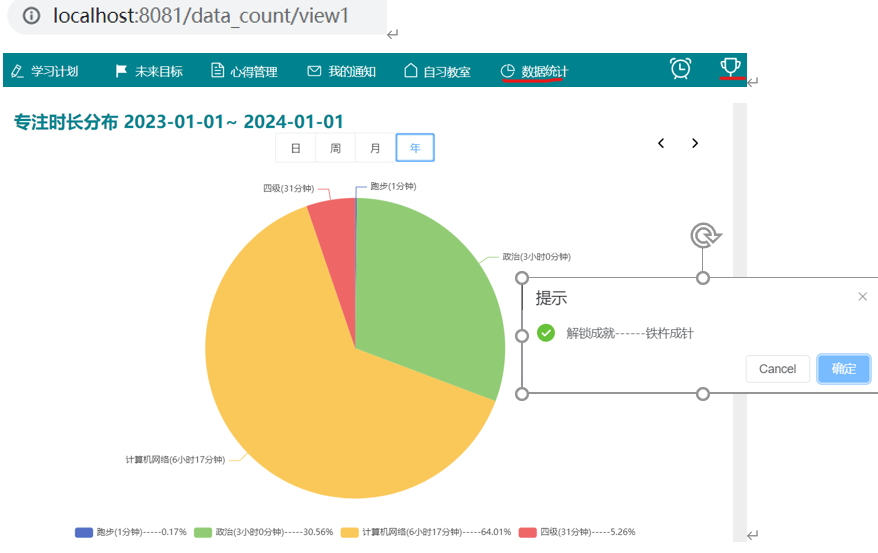 localhost:8081/data_count/view1
学习计划 未来目标 心得管理 我的通知 自习教室 数据统计
专注时长分布 2023-01-01~ 2024-01-01
日 周 月 年
四级(31分钟) 跑步(1分钟)
政治(3小时0分钟)
提示
解锁成就------铁杵成针
Cancel 确定
计算机网络(6小时17分钟)
跑步(1分钟)-----0.17% 政治(3小时0分钟)-----30.56% 计算机网络(6小时17分钟)-----64.01% 四级(31分钟)-----5.26%